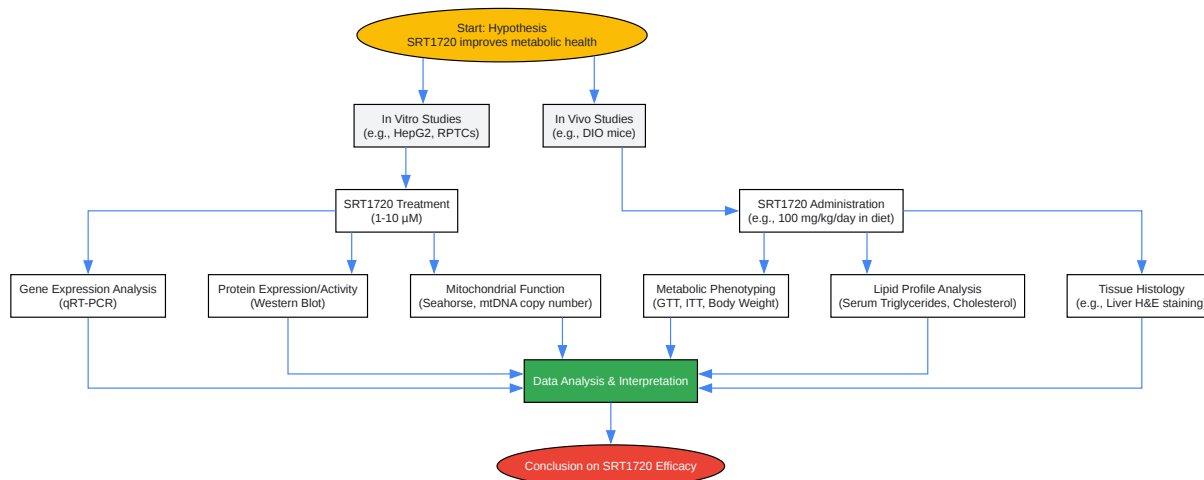 Start: Hypothesis
SRT1720 improves metabolic health
In Vitro Studies
(e.g., HepG2, RPTCs)
In Vivo Studies
(e.g., DIO mice)
SRT1720 Treatment
(1-10 µM)
SRT1720 Administration
(e.g., 100 mg/kg/day in diet)
Gene Expression Analysis
(qRT-PCR)
Protein Expression/Activity
(Western Blot)
Mitochondrial Function
(Seahorse, mtDNA copy number)
Metabolic Phenotyping
(GTT, ITT, Body Weight)
Lipid Profile Analysis
(Serum Triglycerides, Cholesterol)
Tissue Histology
(e.g., Liver H&E staining)
Data Analysis & Interpretation
Conclusion on SRT1720 Efficacy